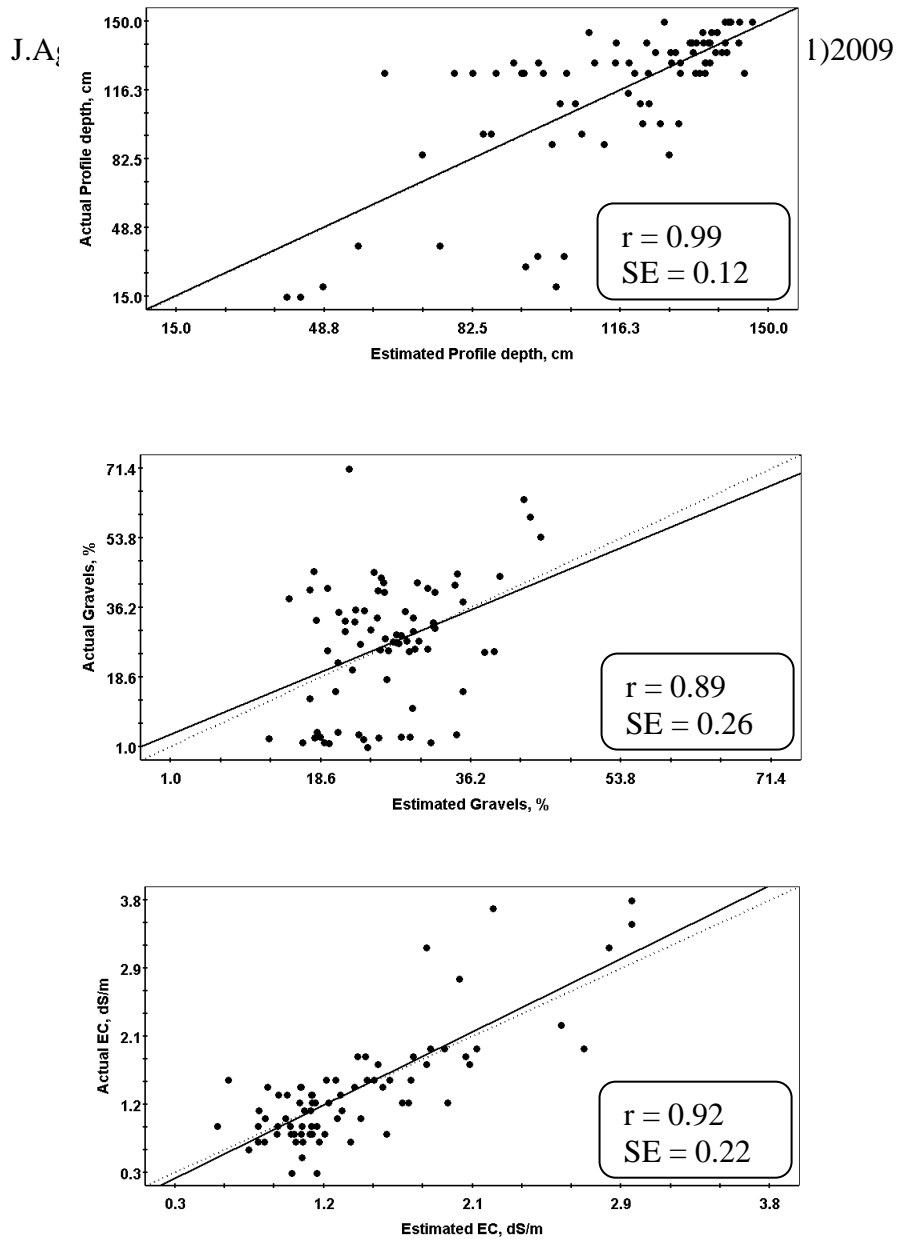 J.Ag
1)2009
150.0
116.3
82.5
48.8
15.0
Actual Profile depth, cm
r = 0.99
SE = 0.12
15.0 48.8 82.5 116.3 150.0
Estimated Profile depth, cm
71.4
53.8
36.2
18.6
1.0
Actual Gravels, %
r = 0.89
SE = 0.26
1.0 18.6 36.2 53.8 71.4
Estimated Gravels, %
3.8
2.9
2.1
1.2
0.3
Actual EC, dS/m
r = 0.92
SE = 0.22
0.3 1.2 2.1 2.9 3.8
Estimated EC, dS/m